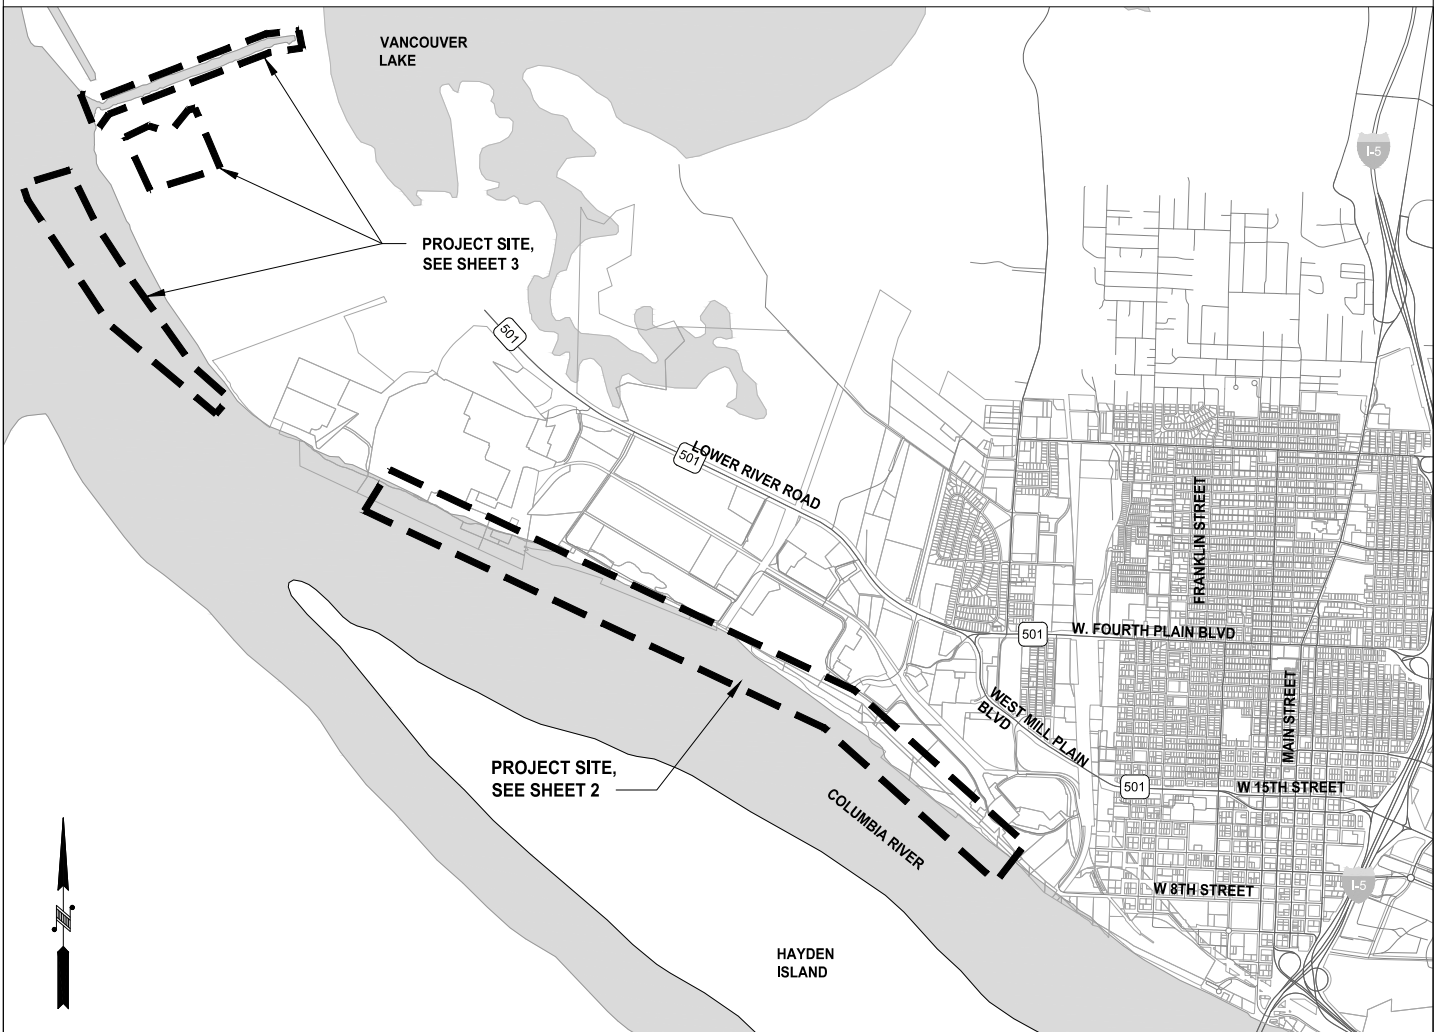 VANCOUVER
LAKE
I-5
PROJECT SITE,
SEE SHEET 3
501
LOWER RIVER ROAD
501
FRANKLIN STREET
501
W. FOURTH PLAIN BLVD
WEST MILL PLAIN
BLVD
MAIN STREET
PROJECT SITE,
SEE SHEET 2
501
W 15TH STREET
COLUMBIA RIVER
W 8TH STREET
I-5
HAYDEN
ISLAND
N